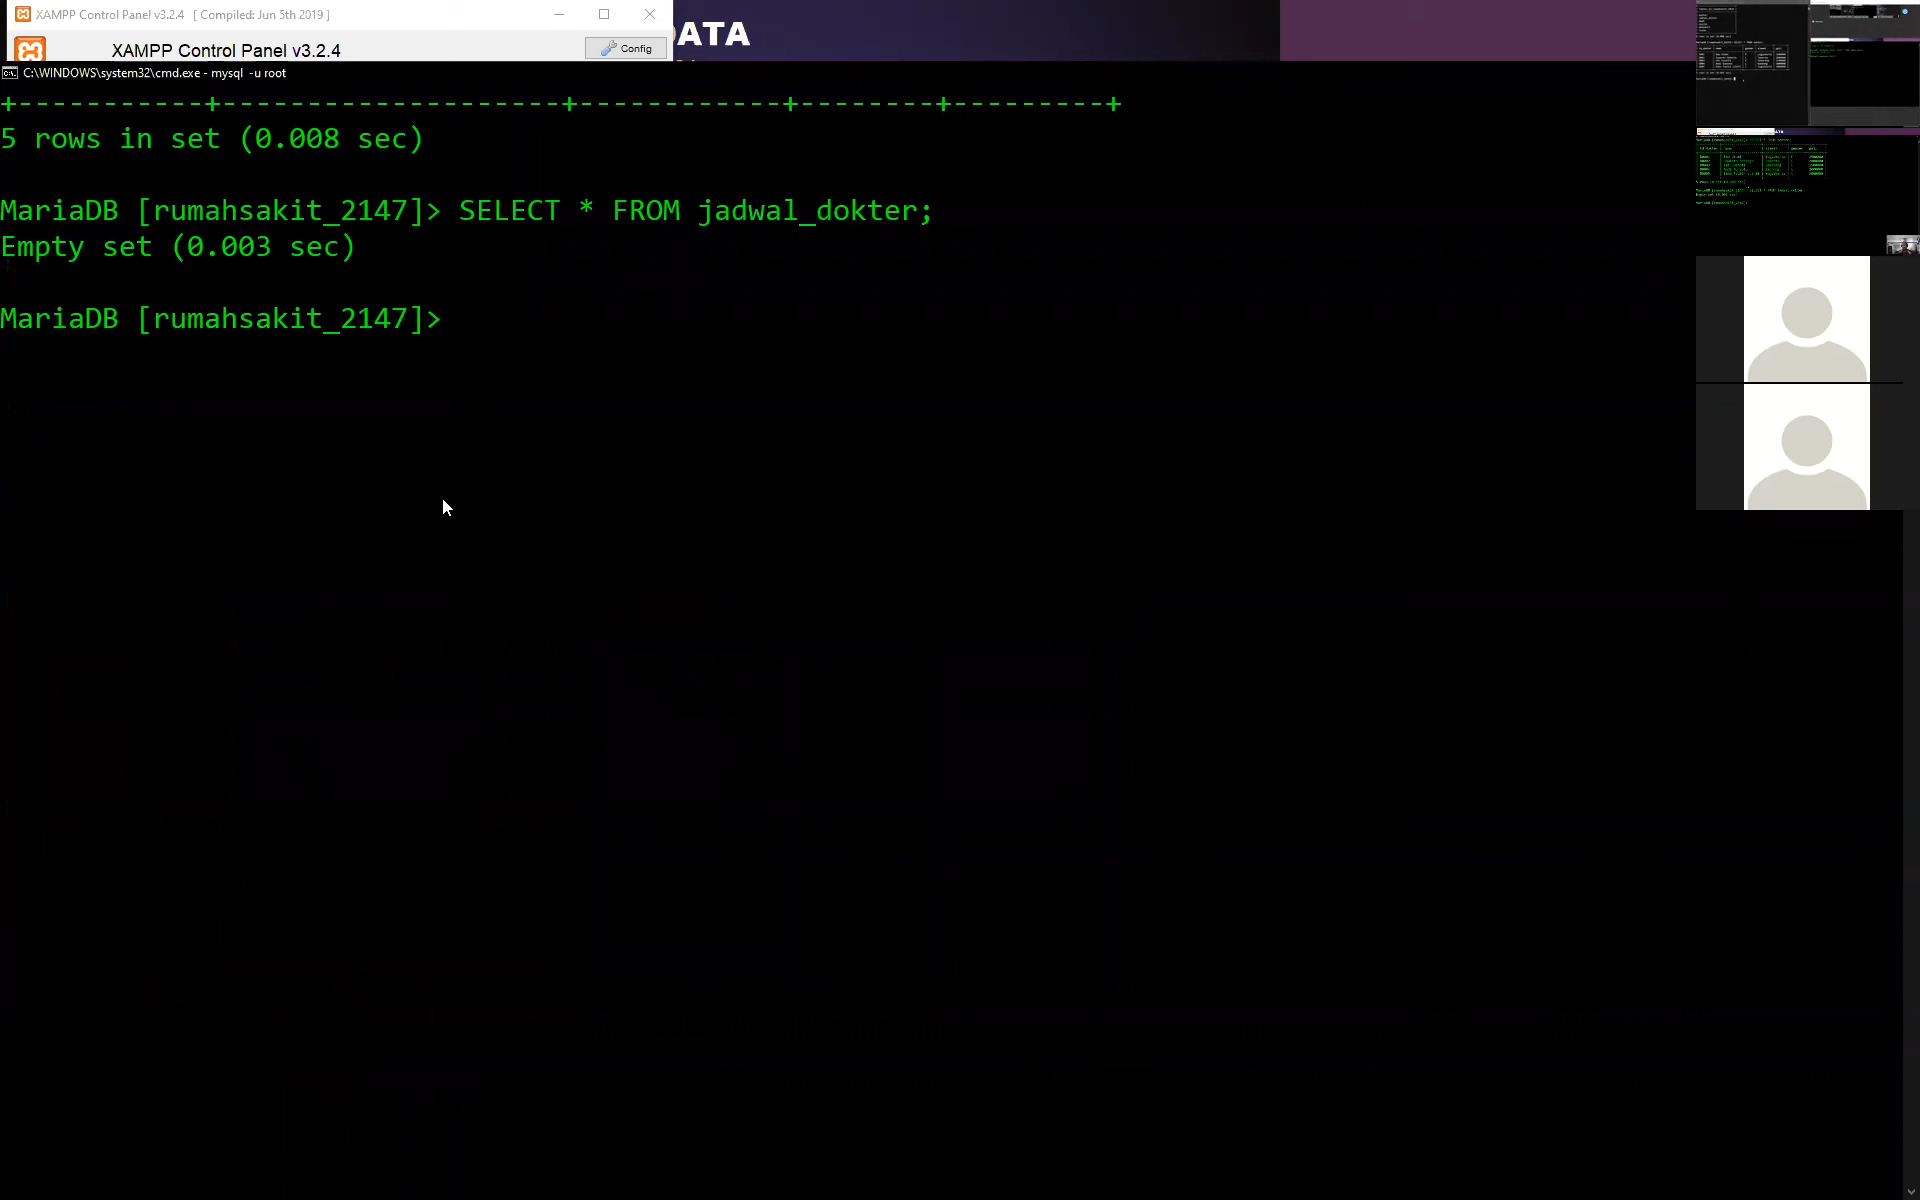 XAMPP Control Panel v3.2.4 [ Compiled: Jun 5th 2019 ]
XAMPP Control Panel v3.2.4
Config
DATA
C:\WINDOWS\system32\cmd.exe - mysql -u root
+-----------+--------------------+------------+--------+---------+
5 rows in set (0.008 sec)
MariaDB [rumahsakit_2147]> SELECT * FROM jadwal_dokter;
Empty set (0.003 sec)
MariaDB [rumahsakit_2147]>